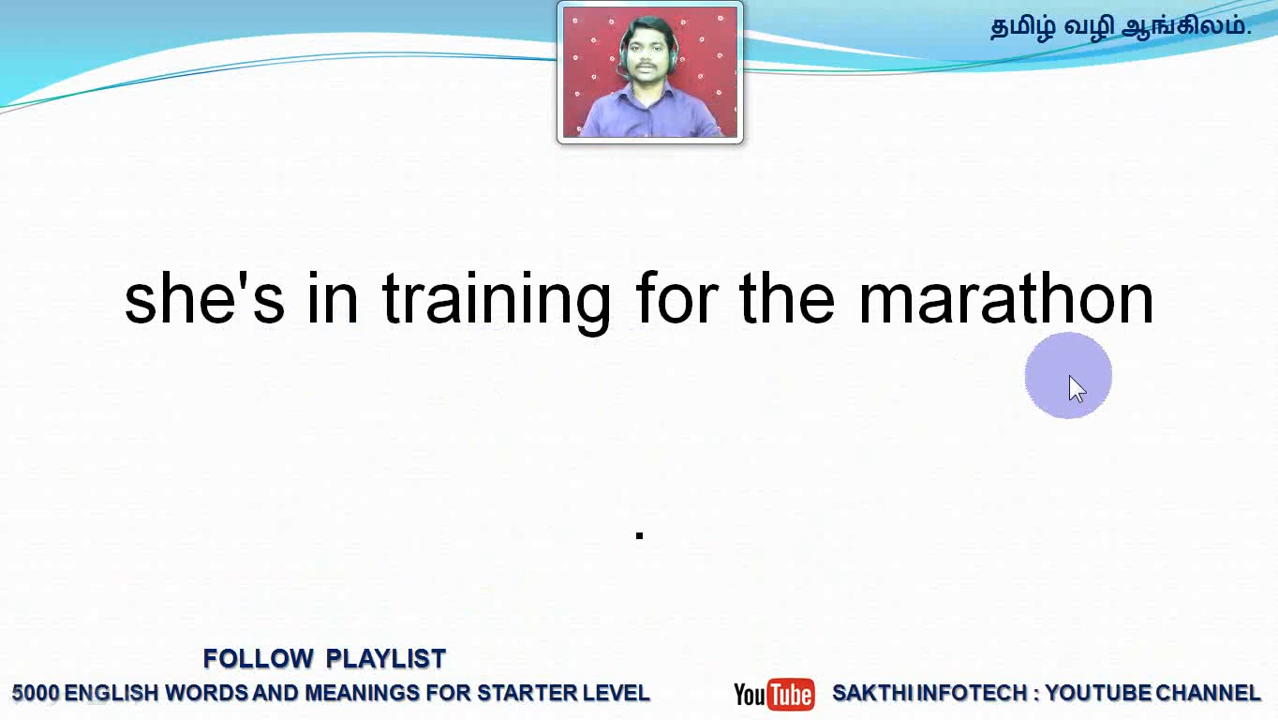 தமிழ் வழி ஆங்கிலம்.
she's in training for the marathon
.
FOLLOW PLAYLIST
5000 ENGLISH WORDS AND MEANINGS FOR STARTER LEVEL
YouTube SAKTHI INFOTECH : YOUTUBE CHANNEL